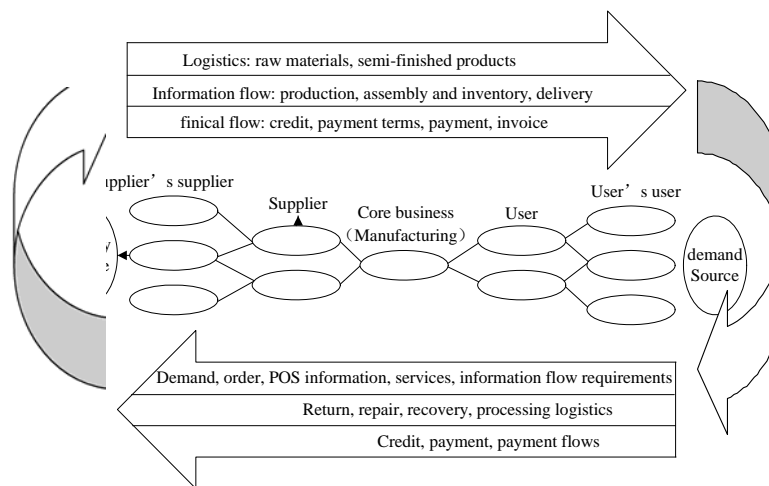 Logistics: raw materials, semi-finished products
Information flow: production, assembly and inventory, delivery
finical flow: credit, payment terms, payment, invoice
upplier’s supplier
Supplier
Core business
（Manufacturing）
User
User’s user
demand
Source
Demand, order, POS information, services, information flow requirements
Return, repair, recovery, processing logistics
Credit, payment, payment flows